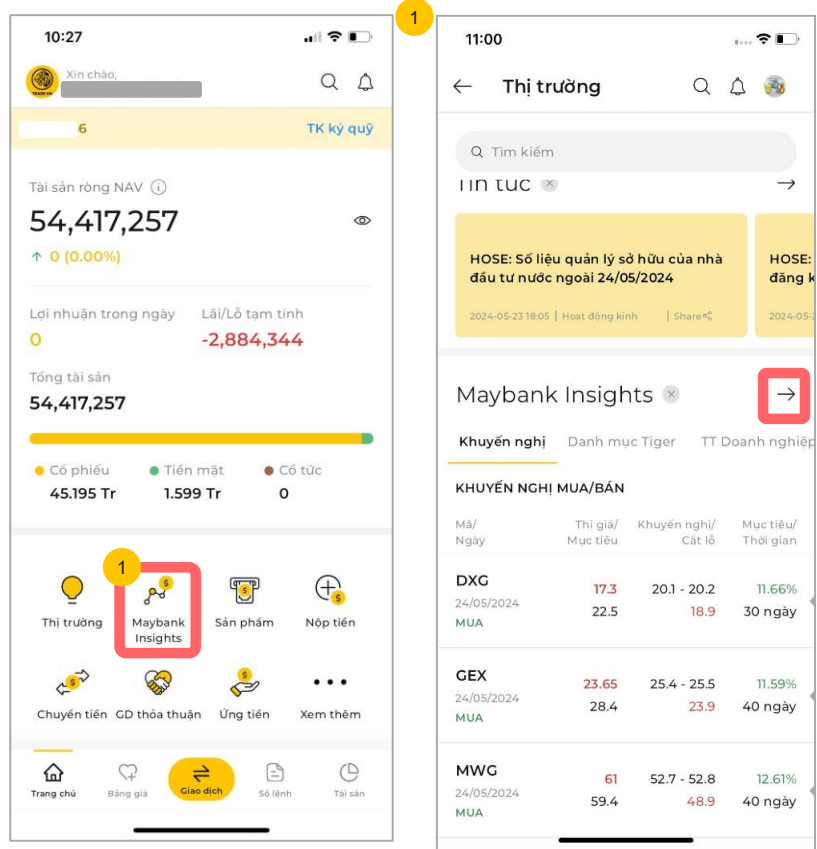 1
10:27
Xin chào,
TRADE VN
6
TK ký quỹ
Tài sản ròng NAV
54,417,257
0 (0.00%)
Lợi nhuận trong ngày
Lãi/Lỗ tạm tính
0
-2,884,344
Tổng tài sản
54,417,257
Cổ phiếu
Tiền mặt
Cổ tức
45.195 Tr
1.599 Tr
0
1
Thị trường
Maybank
Insights
Sản phẩm
Nộp tiền
Chuyển tiền
GD thỏa thuận
Ứng tiền
Xem thêm
Trang chủ
Bảng giá
Giao dịch
Sổ lệnh
Tài sản
11:00
Thị trường
Tìm kiếm
Tin tức
HOSE: Số liệu quản lý sở hữu của nhà
đầu tư nước ngoài 24/05/2024
2024-05-23 18:05 | Hoạt động kinh | Share
HOSE:
đăng k
2024-05-2
Maybank Insights
Khuyến nghị
Danh mục Tiger
TT Doanh nghiệp
KHUYẾN NGHỊ MUA/BÁN
Mã/
Ngày
Thị giá/
Mục tiêu
Khuyến nghị/
Cắt lỗ
Mục tiêu/
Thời gian
DXG
24/05/2024
MUA
17.3
22.5
20.1 - 20.2
18.9
11.66%
30 ngày
GEX
24/05/2024
MUA
23.65
28.4
25.4 - 25.5
23.9
11.59%
40 ngày
MWG
24/05/2024
MUA
61
59.4
52.7 - 52.8
48.9
12.61%
40 ngày